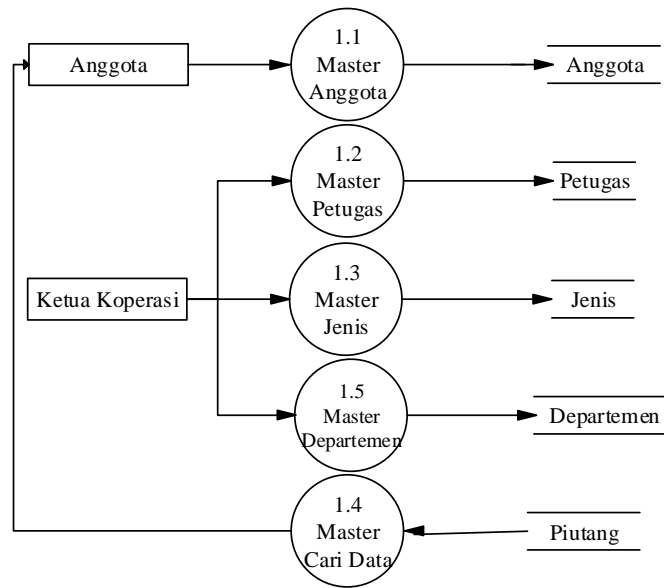 Anggota
1.1
Master
Anggota
Anggota
1.2
Master
Petugas
Petugas
Ketua Koperasi
1.3
Master
Jenis
Jenis
1.5
Master
Departemen
Departemen
1.4
Master
Cari Data
Piutang